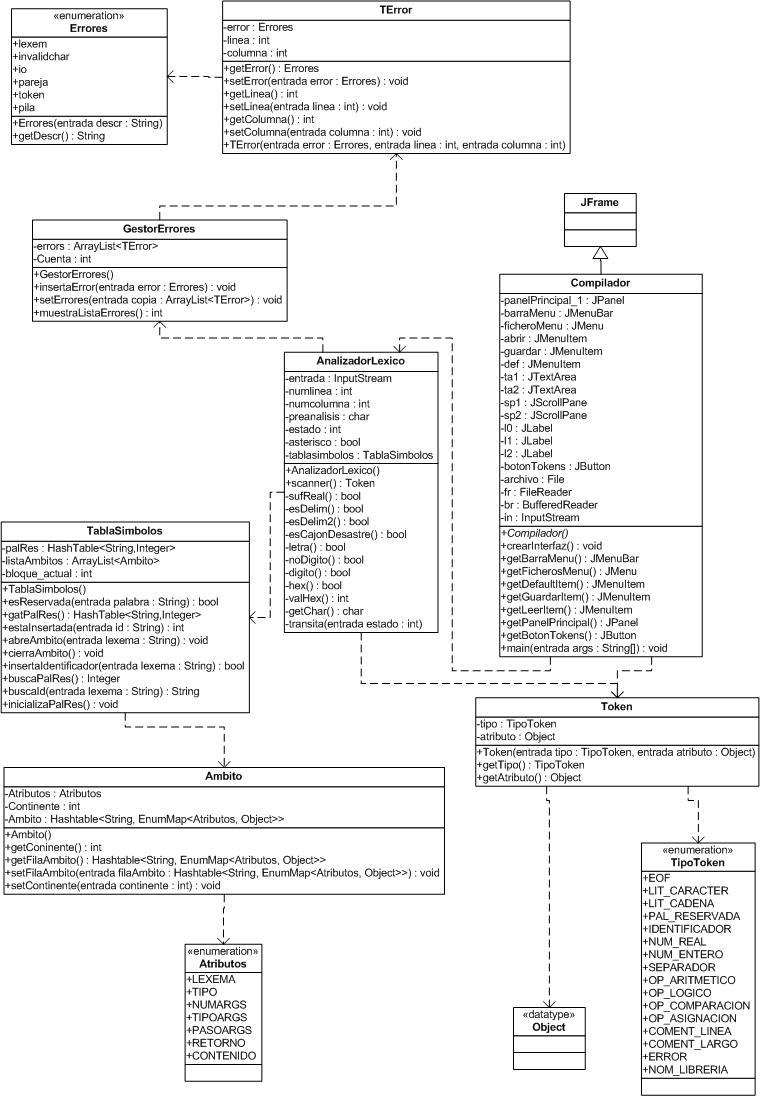 «enumeration»
Errores
+lexem
+invalidchar
+io
+pareja
+token
+pila
+Errores(entrada descr : String)
+getDescr() : String
TError
-error : Errores
-linea : int
-columna : int
+getError() : Errores
+setError(entrada error : Errores) : void
+getLinea() : int
+setLinea(entrada linea : int) : void
+getColumna() : int
+setColumna(entrada columna : int) : void
+TError(entrada error : Errores, entrada linea : int, entrada columna : int)
GestorErrores
-errors : ArrayList<TError>
-Cuenta : int
+GestorErrores()
+insertaError(entrada error : Errores) : void
+setErrores(entrada copia : ArrayList<TError>) : void
+muestraListaErrores() : int
JFrame
Compilador
-panelPrincipal_1 : JPanel
-barraMenu : JMenuBar
-ficheroMenu : JMenu
-abrir : JMenuItem
-guardar : JMenuItem
-def : JMenuItem
-ta1 : JTextArea
-ta2 : JTextArea
-sp1 : JScrollPane
-sp2 : JScrollPane
-l0 : JLabel
-l1 : JLabel
-l2 : JLabel
-botonTokens : JButton
-archivo : File
-fr : FileReader
-br : BufferedReader
-in : InputStream
+Compilador()
+crearInterfaz() : void
+getBarraMenu() : JMenuBar
+getFicherosMenu() : JMenu
+getDefaultItem() : JMenuItem
+getGuardarItem() : JMenuItem
+getLeerItem() : JMenuItem
+getPanelPrincipal() : JPanel
+getBotonTokens() : JButton
+main(entrada args : String[]) : void
AnalizadorLexico
-entrada : InputStream
-numlinea : int
-numcolumna : int
-preanalisis : char
-estado : int
-asterisco : bool
-tablasimbolos : TablaSimbolos
+AnalizadorLexico()
+scanner() : Token
-sufReal() : bool
-esDelim() : bool
-esDelim2() : bool
-esCajonDesastre() : bool
-letra() : bool
-noDigito() : bool
-digito() : bool
-hex() : bool
-valHex() : int
-getChar() : char
-transita(entrada estado : int)
TablaSimbolos
-palRes : HashTable<String,Integer>
-listaAmbitos : ArrayList<Ambito>
-bloque_actual : int
+TablaSimbolos()
+esReservada(entrada palabra : String) : bool
+gatPalRes() : HashTable<String,Integer>
+estaInsertada(entrada id : String) : int
+abreAmbito(entrada lexema : String) : void
+cierraAmbito() : void
+insertaIdentificador(entrada lexema : String) : bool
+buscaPalRes() : Integer
+buscaId(entrada lexema : String) : String
+inicializaPalRes() : void
Token
-tipo : TipoToken
-atributo : Object
+Token(entrada tipo : TipoToken, entrada atributo : Object)
+getTipo() : TipoToken
+getAtributo() : Object
Ambito
-Atributos : Atributos
-Continente : int
-Ambito : Hashtable<String, EnumMap<Atributos, Object>>
+Ambito()
+getConinente() : int
+getFilaAmbito() : Hashtable<String, EnumMap<Atributos, Object>>
+setFilaAmbito(entrada filaAmbito : Hashtable<String, EnumMap<Atributos, Object>>) : void
+setContinente(entrada continente : int) : void
«enumeration»
TipoToken
+EOF
+LIT_CARACTER
+LIT_CADENA
+PAL_RESERVADA
+IDENTIFICADOR
+NUM_REAL
+NUM_ENTERO
+SEPARADOR
+OP_ARITMETICO
+OP_LOGICO
+OP_COMPARACION
+OP_ASIGNACION
+COMENT_LINEA
+COMENT_LARGO
+ERROR
+NOM_LIBRERIA
«enumeration»
Atributos
+LEXEMA
+TIPO
+NUMARGS
+TIPOARGS
+PASOARGS
+RETORNO
+CONTENIDO
«datatype»
Object